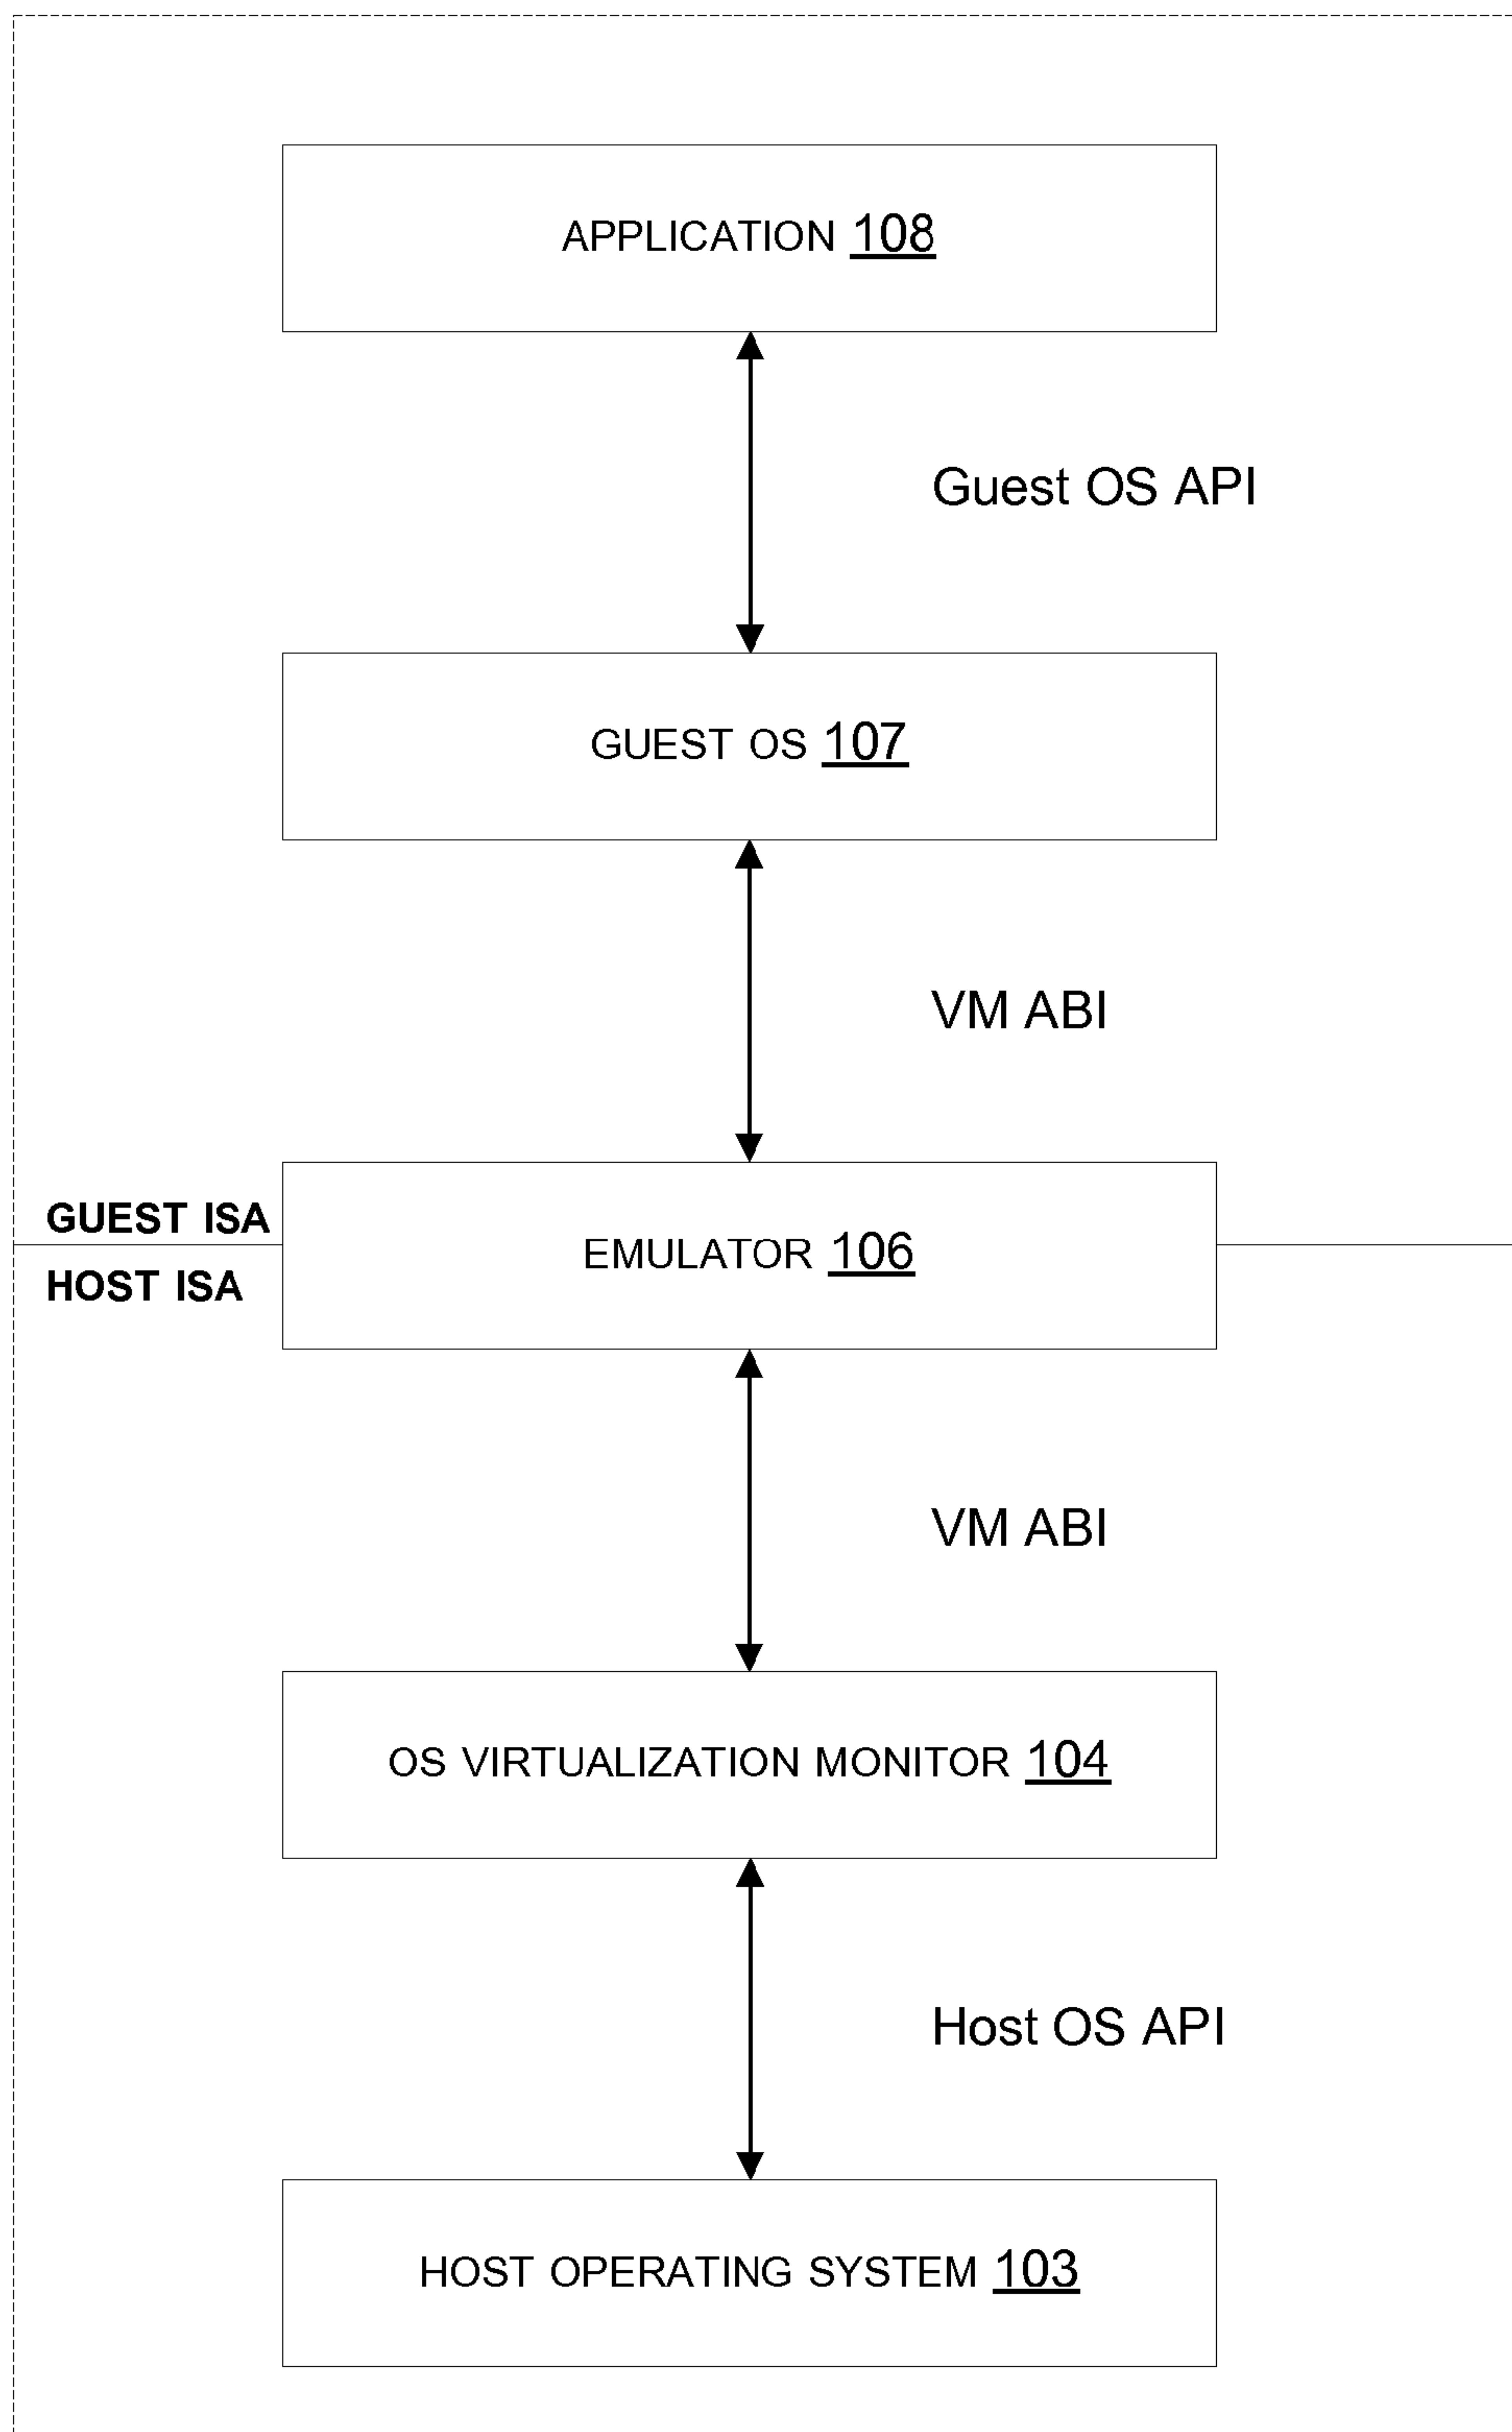 APPLICATION 108
Guest OS API
GUEST OS 107
VM ABI
GUEST ISA
EMULATOR 106
HOST ISA
VM ABI
OS VIRTUALIZATION MONITOR 104
Host OS API
HOST OPERATING SYSTEM 103